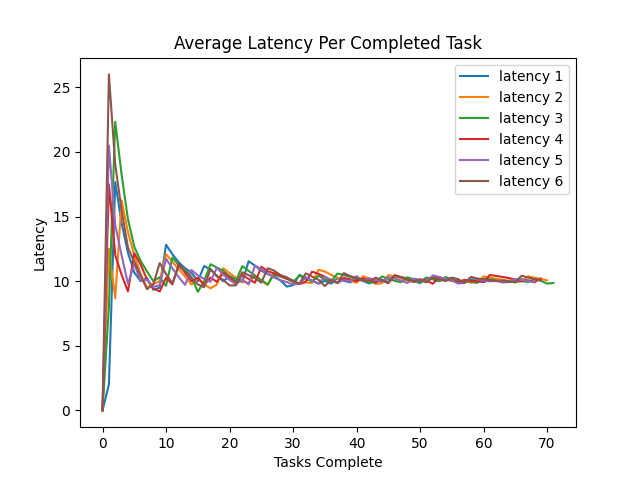 Average Latency Per Completed Task
latency 1
latency 2
latency 3
latency 4
latency 5
latency 6
25
20
15
10
5
0
Latency
0 10 20 30 40 50 60 70
Tasks Complete